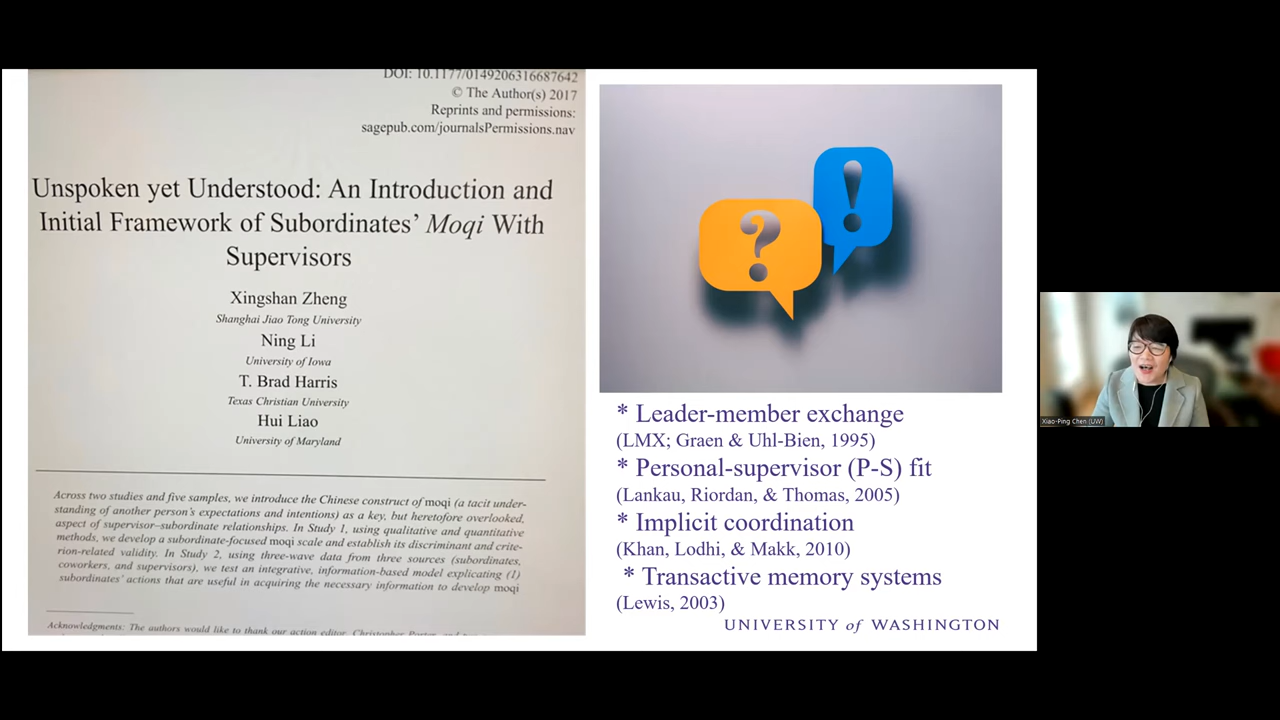 DOI: 10.1177/0149206316687642
© The Author(s) 2017
Reprints and permissions:
sagepub.com/journalsPermissions.nav
Unspoken yet Understood: An Introduction and
Initial Framework of Subordinates’ Moqi With
Supervisors
Xingshan Zheng
Shanghai Jiao Tong University
Ning Li
University of Iowa
T. Brad Harris
Texas Christian University
Hui Liao
University of Maryland
Across two studies and five samples, we introduce the Chinese construct of moqi (a tacit under-
standing of another person’s expectations and intentions) as a key, but heretofore overlooked,
aspect of supervisor–subordinate relationships. In Study 1, using qualitative and quantitative
methods, we develop a subordinate-focused moqi scale and establish its discriminant and crite-
rion-related validity. In Study 2, using three-wave data from three sources (subordinates,
coworkers, and supervisors), we test an integrative, information-based model explicating (1)
subordinates’ actions that are useful in acquiring the necessary information to develop moqi
Acknowledgments: The authors would like to thank our action editor, Christopher Porter, and
?
!
* Leader-member exchange
(LMX; Graen & Uhl-Bien, 1995)
* Personal-supervisor (P-S) fit
(Lankau, Riordan, & Thomas, 2005)
* Implicit coordination
(Khan, Lodhi, & Makk, 2010)
* Transactive memory systems
(Lewis, 2003)
UNIVERSITY of WASHINGTON
Xiao-Ping Chen (UW)